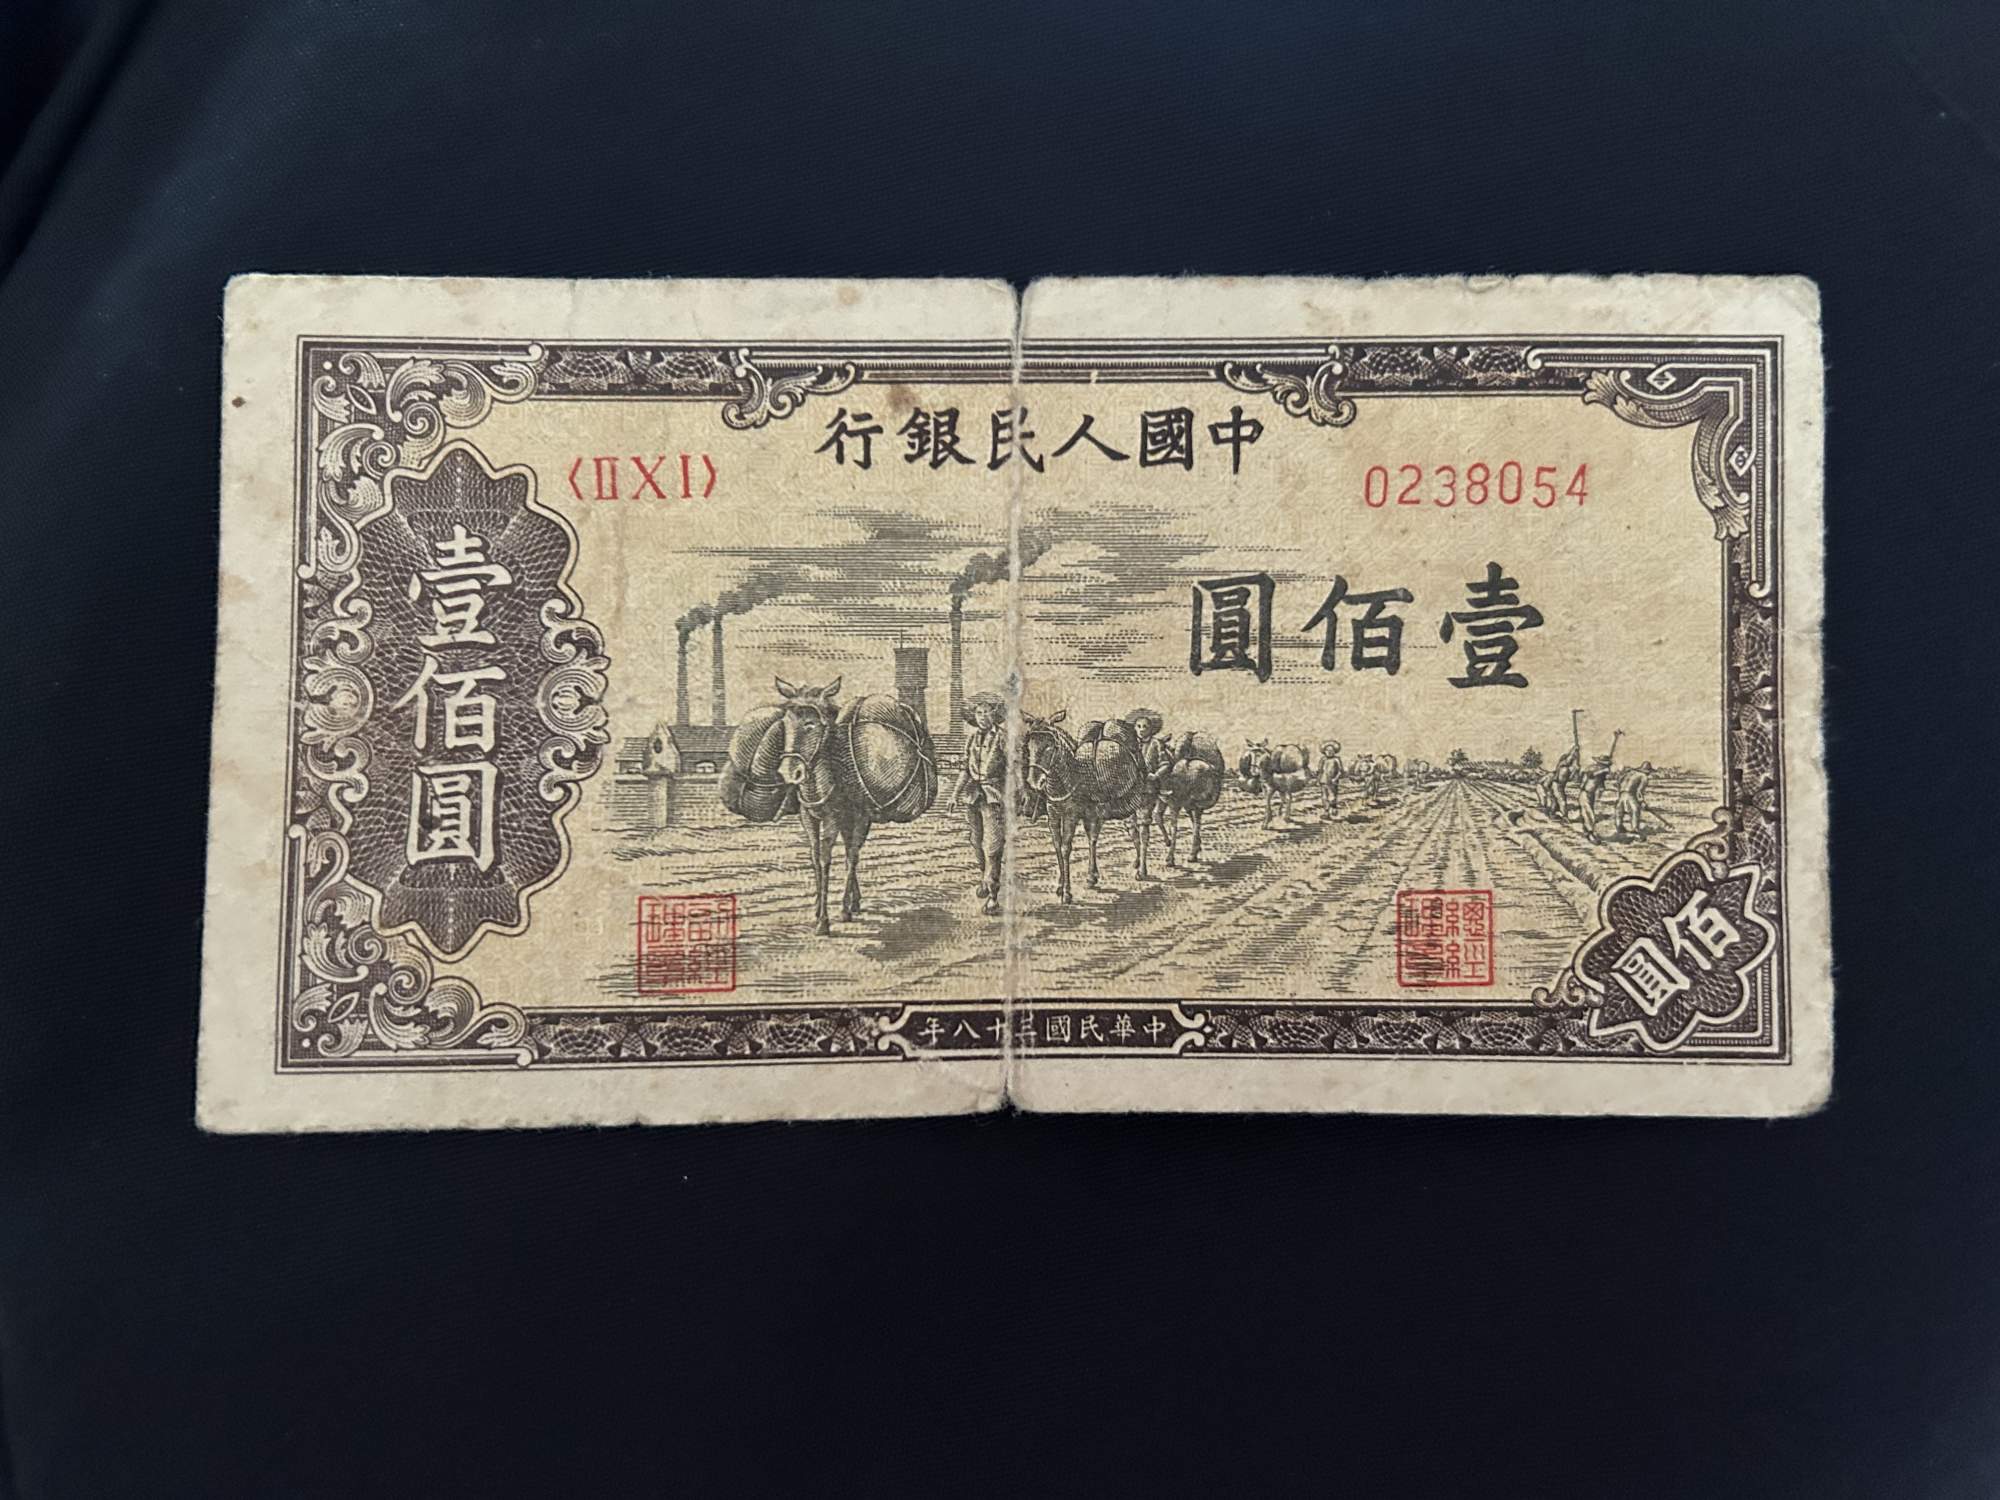 中國人民銀行
〈ⅡXI〉
0238054
壹佰圓
壹佰圓
佰圓
中華民國三十八年